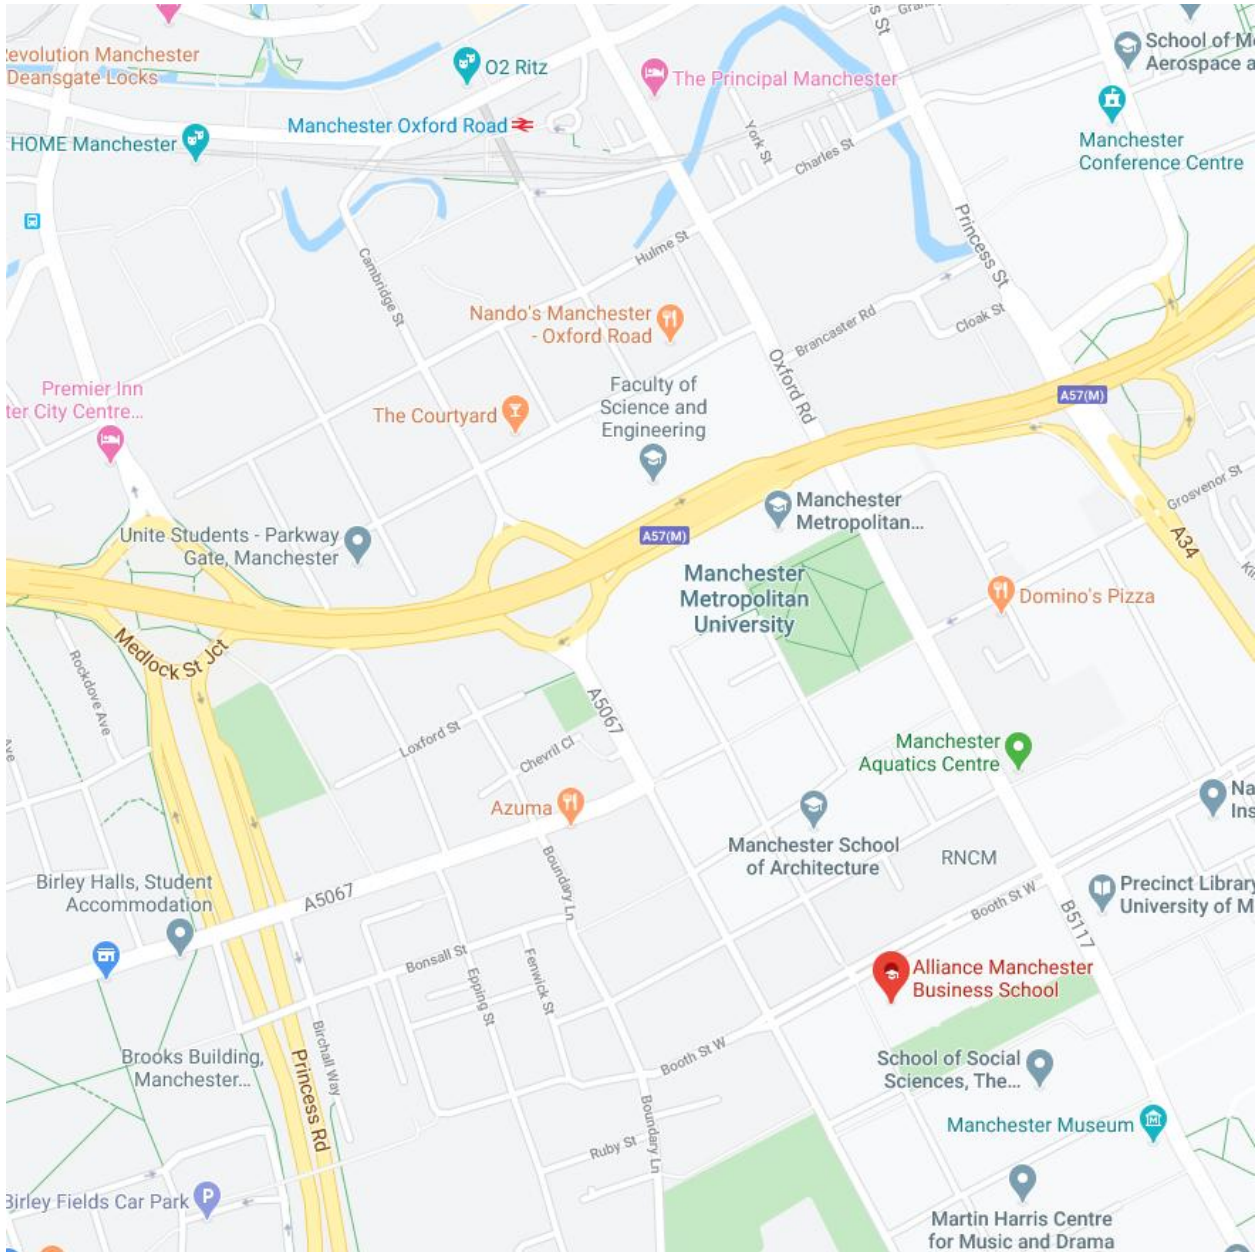 Revolution Manchester
Deansgate Locks
O2 Ritz
The Principal Manchester
School of M
Aerospace a
Manchester Oxford Road
HOME Manchester
York St
Charles St
Manchester
Conference Centre
Princess St
Cambridge St
Hulme St
Nando's Manchester
- Oxford Road
Brancaster Rd
Cloak St
Oxford Rd
Premier Inn
ter City Centre...
Faculty of
Science and
Engineering
A57(M)
The Courtyard
Grosvenor St
Manchester
Metropolitan...
Unite Students - Parkway
Gate, Manchester
A57(M)
A34
Manchester
Metropolitan
University
Domino's Pizza
Medlock St Jct
Rockdove Ave
A5067
Loxford St
Chevril Cl
Manchester
Aquatics Centre
Azuma
Na
Ins
Manchester School
of Architecture
RNCM
Boundary Ln
Birley Halls, Student
Accommodation
A5067
Booth St W
B5117
Precinct Library
University of M
Bonsall St
Epping St
Fenwick St
Alliance Manchester
Business School
Birchall Way
Brooks Building,
Manchester...
Princess Rd
Booth St W
School of Social
Sciences, The...
Boundary Ln
Manchester Museum
Ruby St
Birley Fields Car Park
P
Martin Harris Centre
for Music and Drama